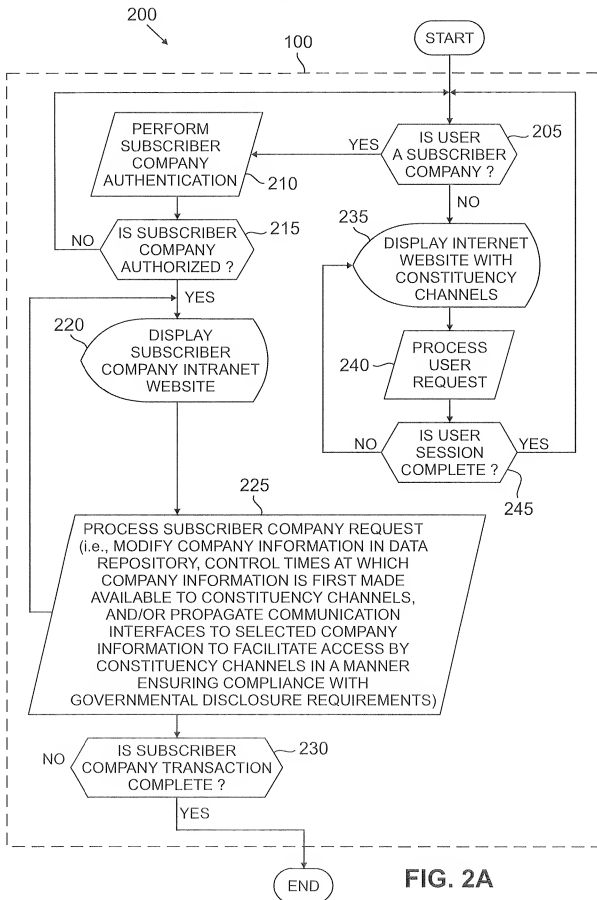 200
START
100
IS USER
A SUBSCRIBER
COMPANY ?
205
YES
NO
PERFORM
SUBSCRIBER
COMPANY
AUTHENTICATION
210
IS SUBSCRIBER
COMPANY
AUTHORIZED ?
215
NO
YES
220
DISPLAY
SUBSCRIBER
COMPANY INTRANET
WEBSITE
235
DISPLAY INTERNET
WEBSITE WITH
CONSTITUENCY
CHANNELS
240
PROCESS
USER
REQUEST
NO
IS USER
SESSION
COMPLETE ?
YES
245
225
PROCESS SUBSCRIBER COMPANY REQUEST
(i.e., MODIFY COMPANY INFORMATION IN DATA
REPOSITORY, CONTROL TIMES AT WHICH
COMPANY INFORMATION IS FIRST MADE
AVAILABLE TO CONSTITUENCY CHANNELS,
AND/OR PROPAGATE COMMUNICATION
INTERFACES TO SELECTED COMPANY
INFORMATION TO FACILITATE ACCESS BY
CONSTITUENCY CHANNELS IN A MANNER
ENSURING COMPLIANCE WITH
GOVERNMENTAL DISCLOSURE REQUIREMENTS)
NO
IS SUBSCRIBER
COMPANY TRANSACTION
COMPLETE ?
230
YES
END
FIG. 2A